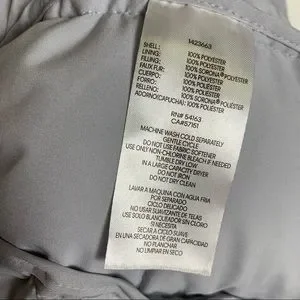 1423663
SHELL: 100% POLYESTER
LINING: 100% POLYESTER
FILLING: 100% SORONA® POLYESTER
FAUX FUR: 100% POLYESTER
CUERPO: 100% POLIÉSTER
FORRO: 100% POLIÉSTER
RELLENO: 100% SORONA® POLIÉSTER
ADORNO(CAPUCHA): 100% POLIÉSTER
RN# 54163
CA#57151
MACHINE WASH COLD SEPARATELY
GENTLE CYCLE
DO NOT USE FABRIC SOFTENER
USE ONLY NON-CHLORINE BLEACH IF NEEDED
TUMBLE DRY LOW
IN A LARGE CAPACITY DRYER
DO NOT IRON
DO NOT DRY CLEAN
LAVAR A MAQUINA CON AGUA FRIA
POR SEPARADO
CICLO DELICADO
NO USAR SUAVIZANTE DE TELAS
USE SOLO BLANQUEADOR SIN CLORO
SI NECESITA
SECAR A CICLO SUAVE
EN UNA SECADORA DE GRAN CAPACIDAD
NO PLANCHAR
NO LAVAR EN SECO